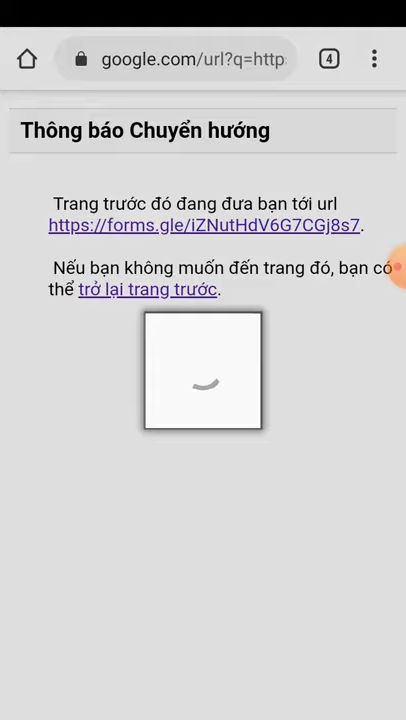 google.com/url?q=http
4
Thông báo Chuyển hướng
Trang trước đó đang đưa bạn tới url
https://forms.gle/iZNutHdV6G7CGj8s7.
Nếu bạn không muốn đến trang đó, bạn có
thể trở lại trang trước.